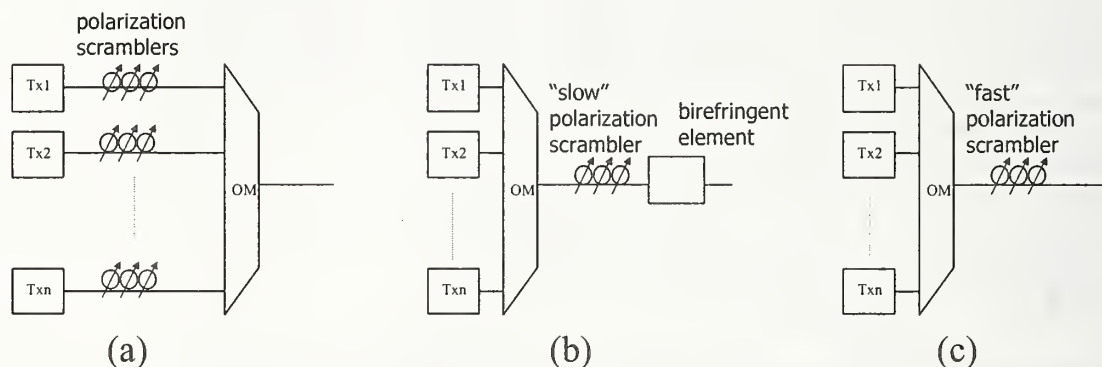 polarization
scramblers
Tx1
Tx2
Txn
OM
(a)
Tx1
Tx2
Txn
OM
"slow"
polarization
scrambler
birefringent
element
(b)
Tx1
Tx2
Txn
OM
"fast"
polarization
scrambler
(c)